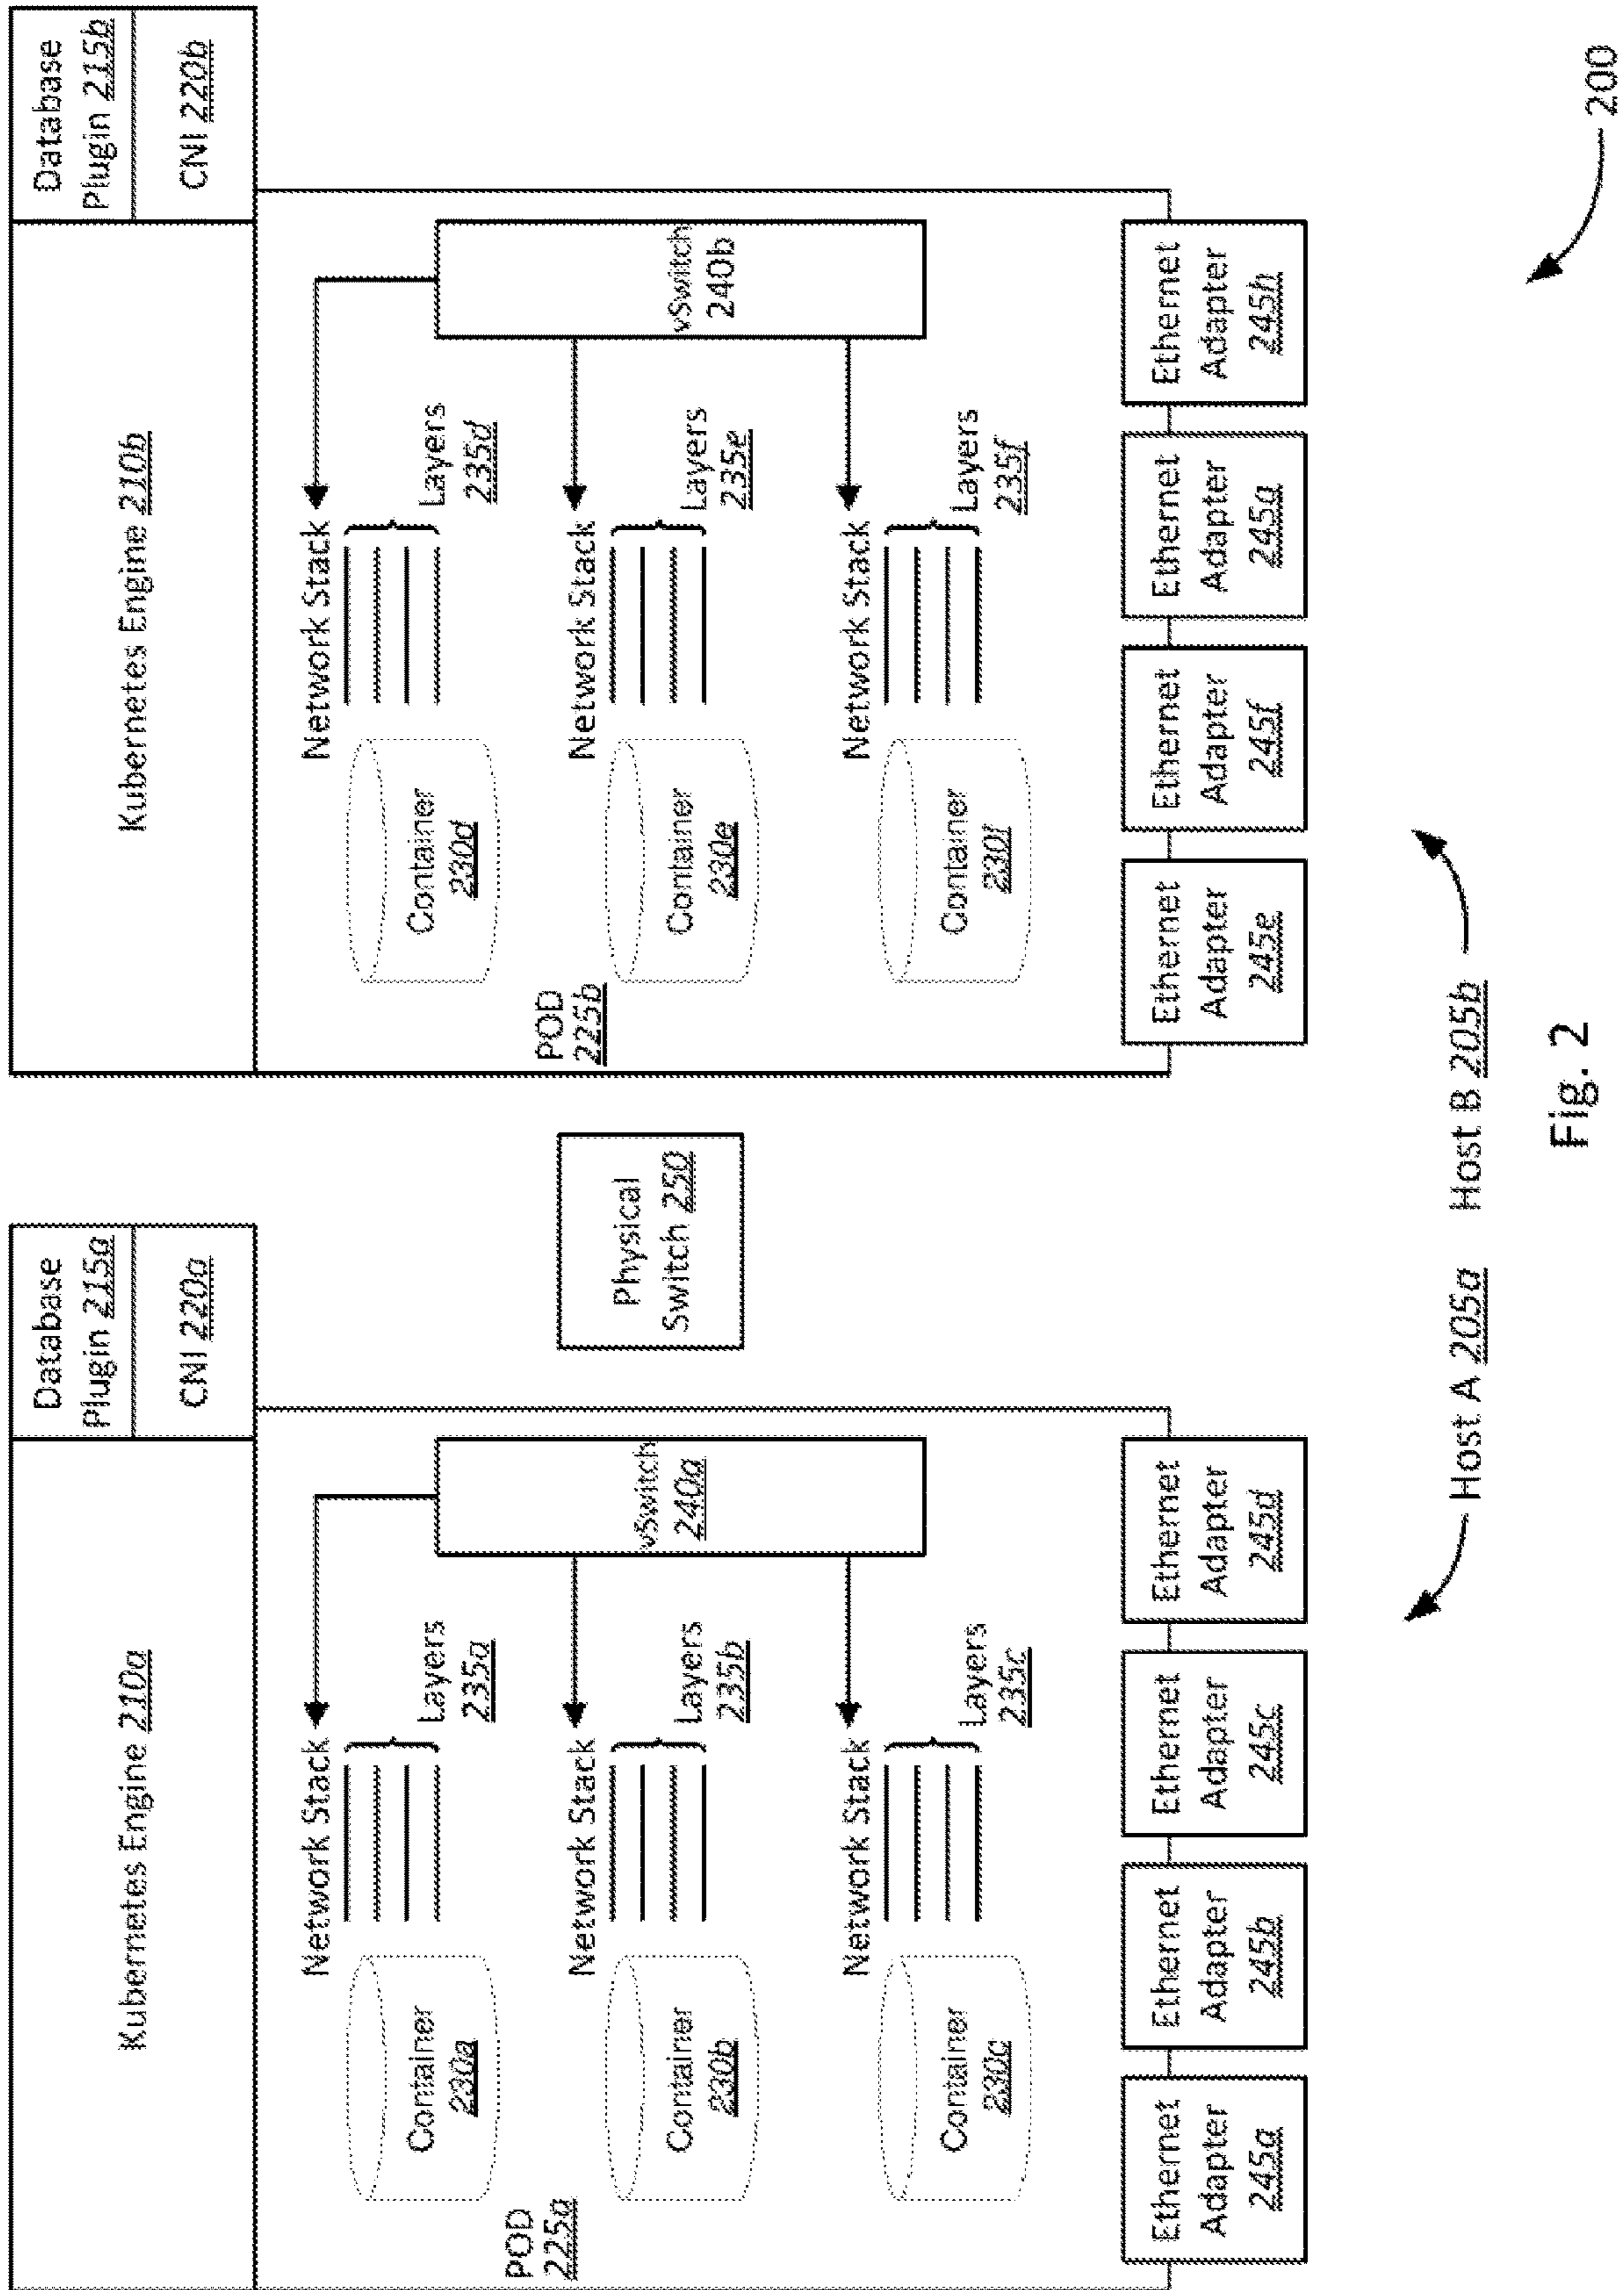 Kubernetes Engine 210a
Database
Plugin 215a
CNI 220a
POD
225a
Container
230a
Network Stack
Layers
235a
Container
230b
Network Stack
Layers
235b
Container
230c
Network Stack
Layers
235c
vSwitch
240a
Ethernet
Adapter
245a
Ethernet
Adapter
245b
Ethernet
Adapter
245c
Ethernet
Adapter
245d
Physical
Switch 250
Kubernetes Engine 210b
Database
Plugin 215b
CNI 220b
POD
225b
Container
230d
Network Stack
Layers
235d
Container
230e
Network Stack
Layers
235e
Container
230f
Network Stack
Layers
235f
vSwitch
240b
Ethernet
Adapter
245e
Ethernet
Adapter
245f
Ethernet
Adapter
245g
Ethernet
Adapter
245h
Host A 205a
Host B 205b
200
Fig. 2